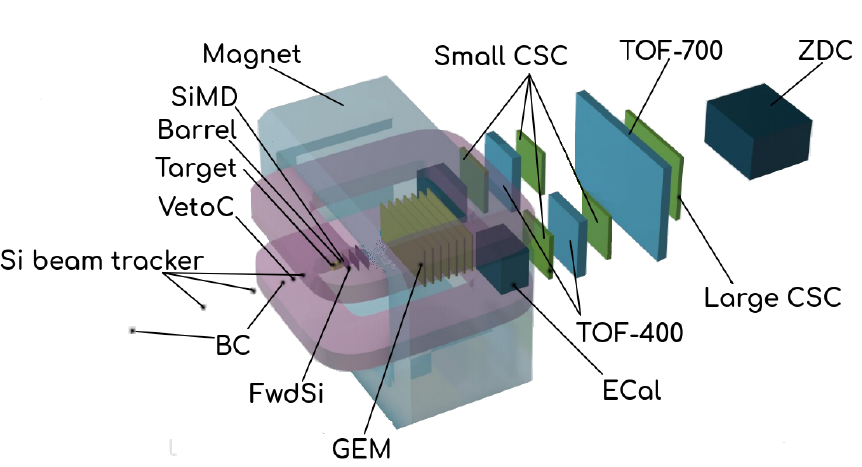 Magnet
Small CSC
TOF-700
ZDC
SiMD
Barrel
Target
VetoC
Si beam tracker
Large CSC
TOF-400
BC
FwdSi
ECal
GEM